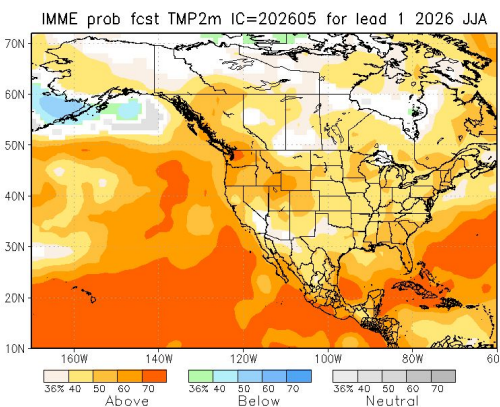 IMME prob fcst TMP2m IC=202605 for lead 1 2026 JJA
70N
60N
50N
40N
30N
20N
10N
160W 140W 120W 100W 80W 60
36% 40 50 60 70 36% 40 50 60 70 36% 40 50 60 70
Above Below Neutral